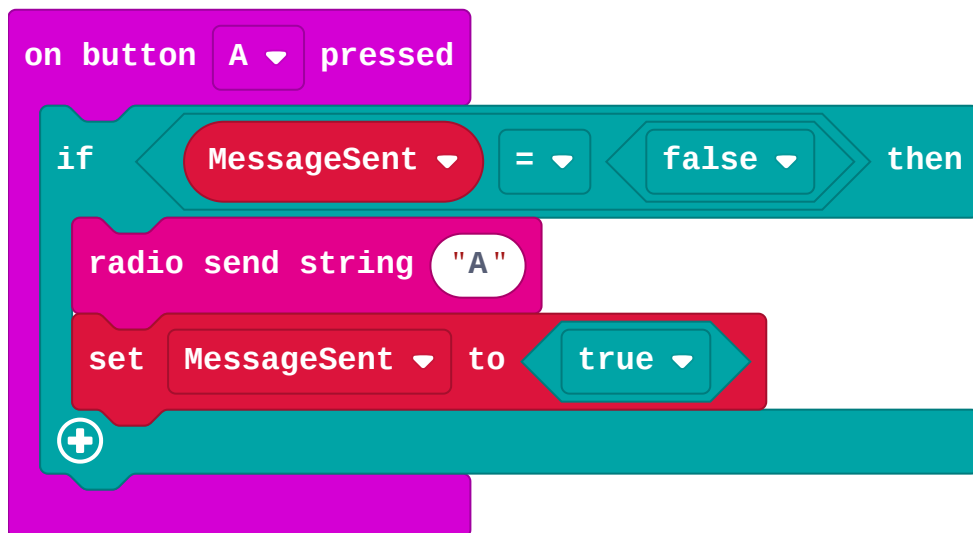 on button A pressed
if MessageSent = false then
radio send string "A"
set MessageSent to true